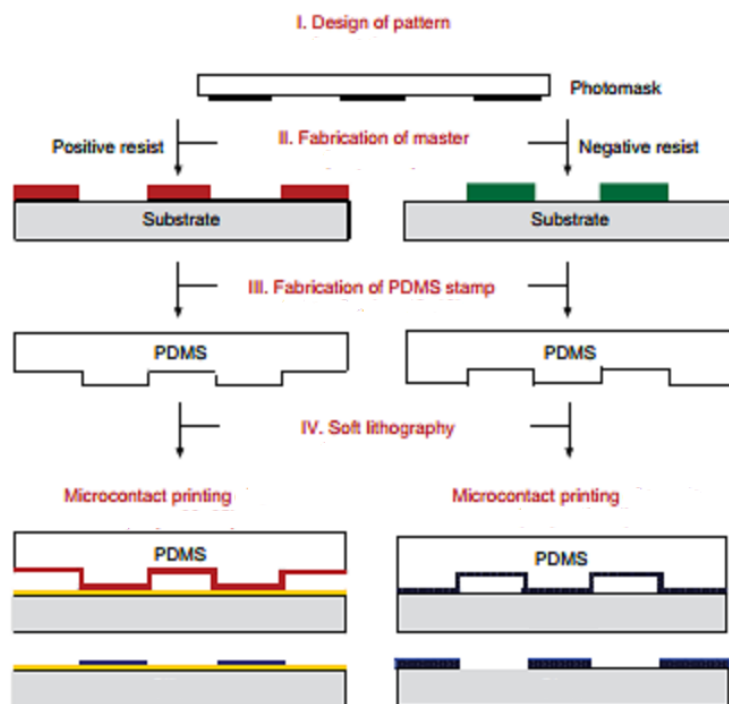 I. Design of pattern
Photomask
Positive resist
II. Fabrication of master
Negative resist
Substrate
Substrate
III. Fabrication of PDMS stamp
PDMS
PDMS
IV. Soft lithography
Microcontact printing
Microcontact printing
PDMS
PDMS